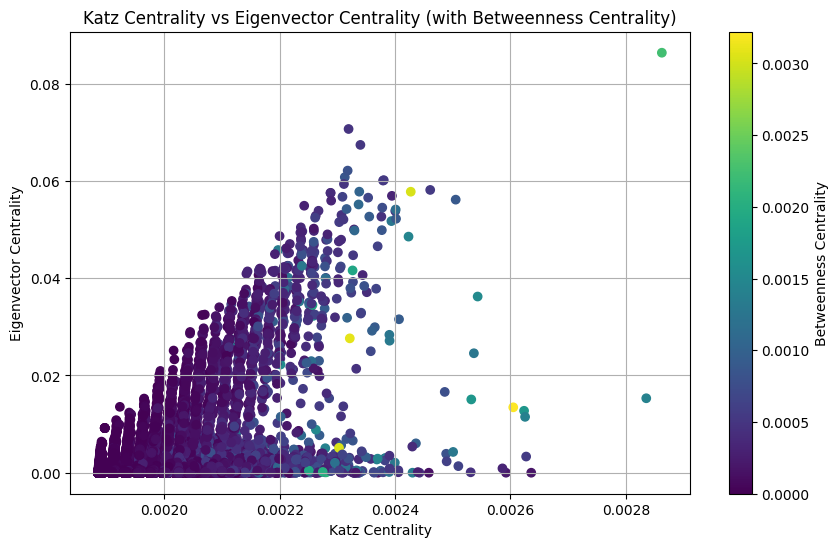 Katz Centrality vs Eigenvector Centrality (with Betweenness Centrality)
Eigenvector Centrality
0.08
0.06
0.04
0.02
0.00
0.0020 0.0022 0.0024 0.0026 0.0028
Katz Centrality
0.0030
0.0025
0.0020
0.0015
0.0010
0.0005
0.0000
Betweenness Centrality